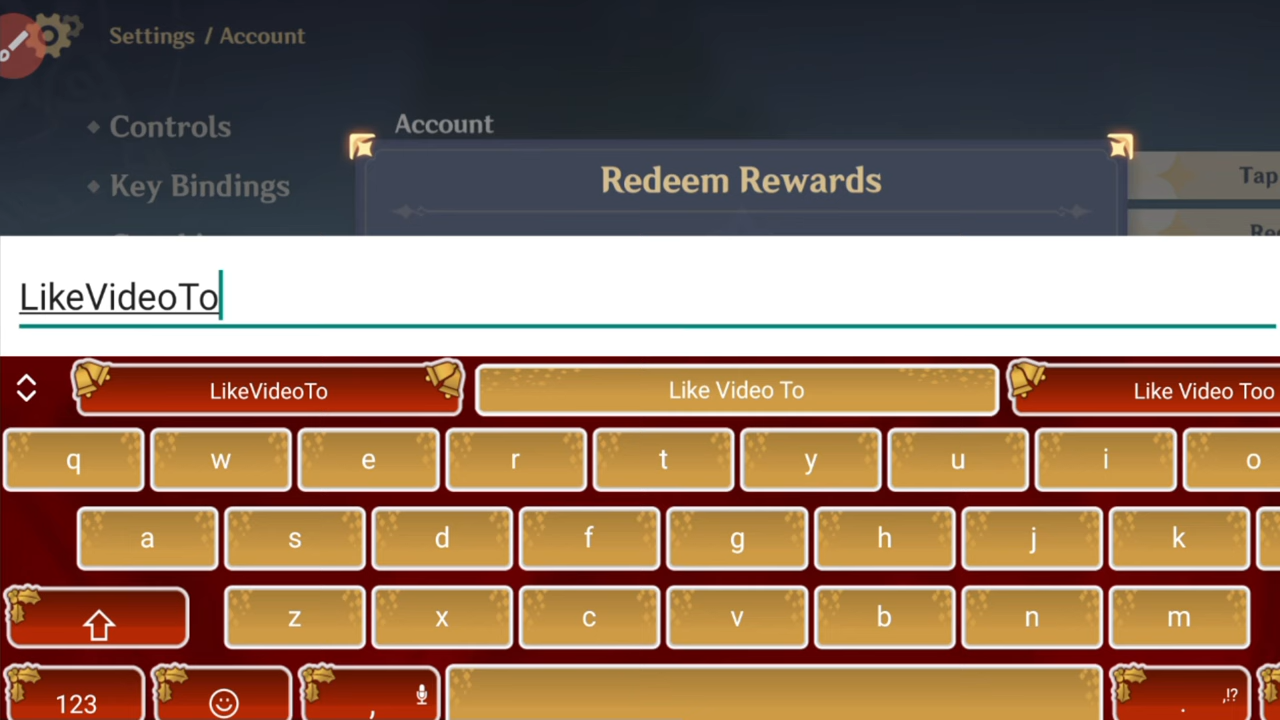 Settings / Account
Controls
Account
Key Bindings
Redeem Rewards
Tap
LikeVideoTo
LikeVideoTo Like Video To Like Video Too
q w e r t y u i o
a s d f g h j k
z x c v b n m
123 , . ,!?